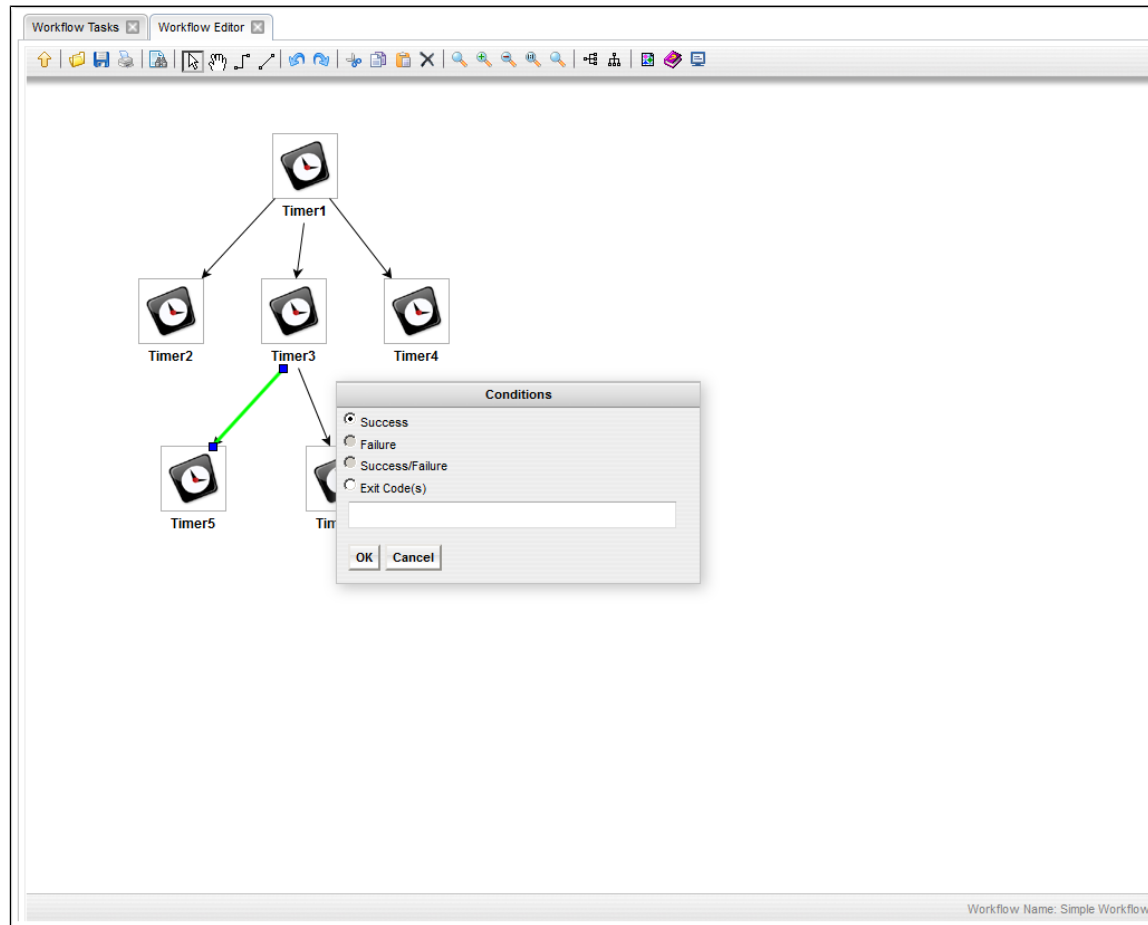 Workflow Tasks
Workflow Editor
Timer1
Timer2
Timer3
Timer4
Conditions
Success
Failure
Success/Failure
Exit Code(s)
Timer5
OK
Cancel
Workflow Name: Simple Workflow